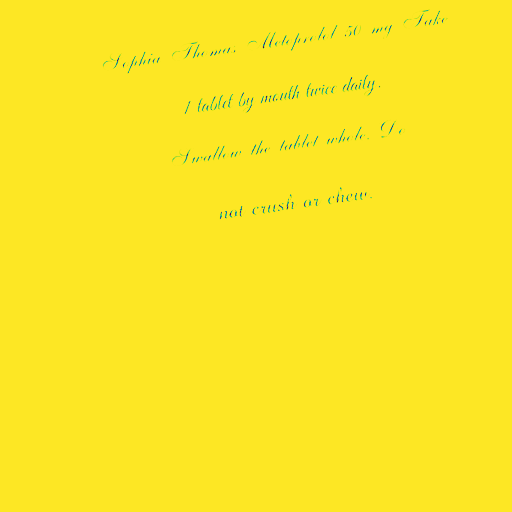 Sophia Thomas, Metoprolol 50 mg Take
1 tablet by mouth twice daily.
Swallow the tablet whole. Do
not crush or chew.